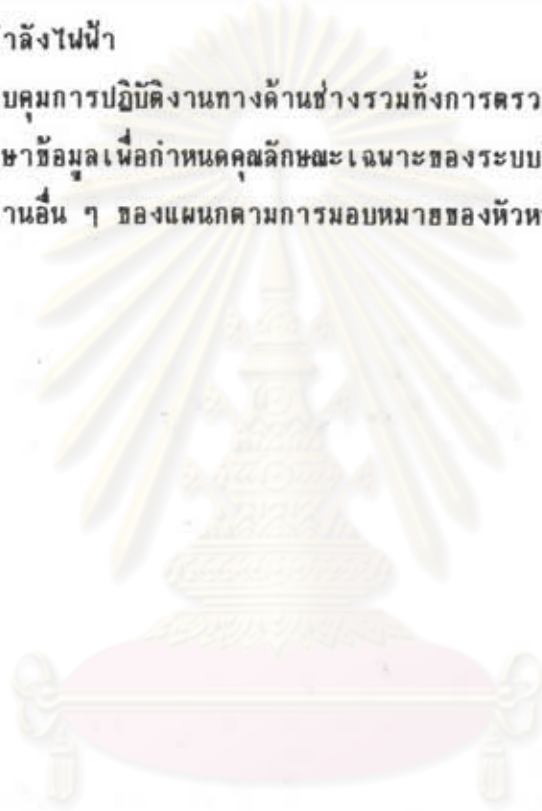 ำลังไฟฟ้า
บคุมการปฏิบัติงานทางด้านช่างรวมทั้งการตรว
ษาข้อมูลเพื่อกำหนดคุณลักษณะเฉพาะของระบบ
านอื่น ๆ ของแผนกตามการมอบหมายของหัวห